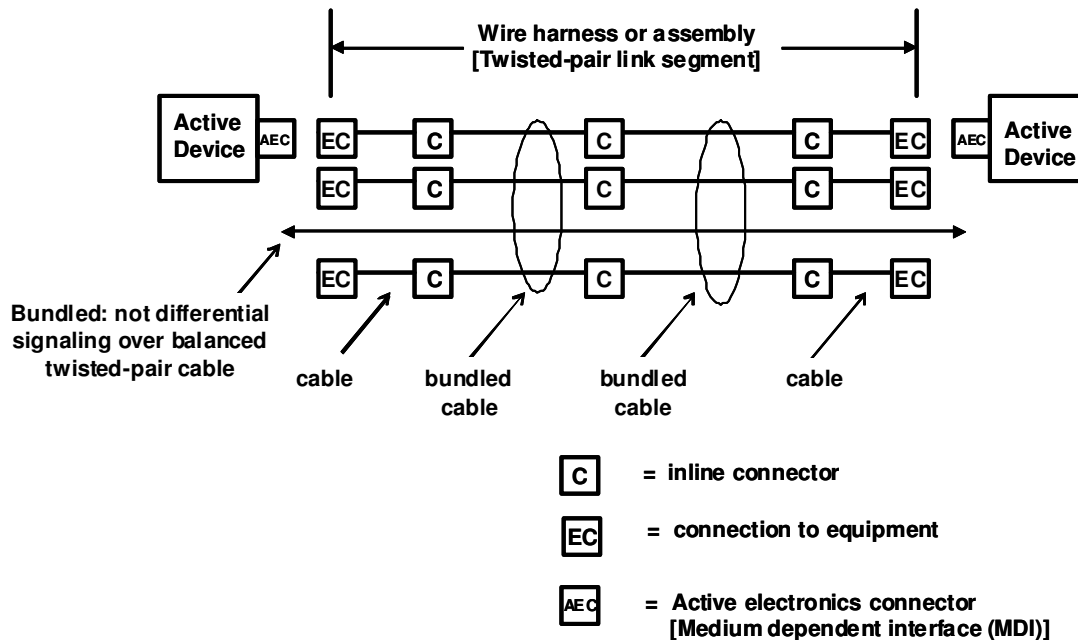 Wire harness or assembly
[Twisted-pair link segment]
Active
Device
AEC
EC C C C EC
AEC
Active
Device
EC C C C EC
EC C C C EC
Bundled: not differential
signaling over balanced
twisted-pair cable
cable
bundled
cable
bundled
cable
cable
C = inline connector
EC = connection to equipment
AEC = Active electronics connector
[Medium dependent interface (MDI)]